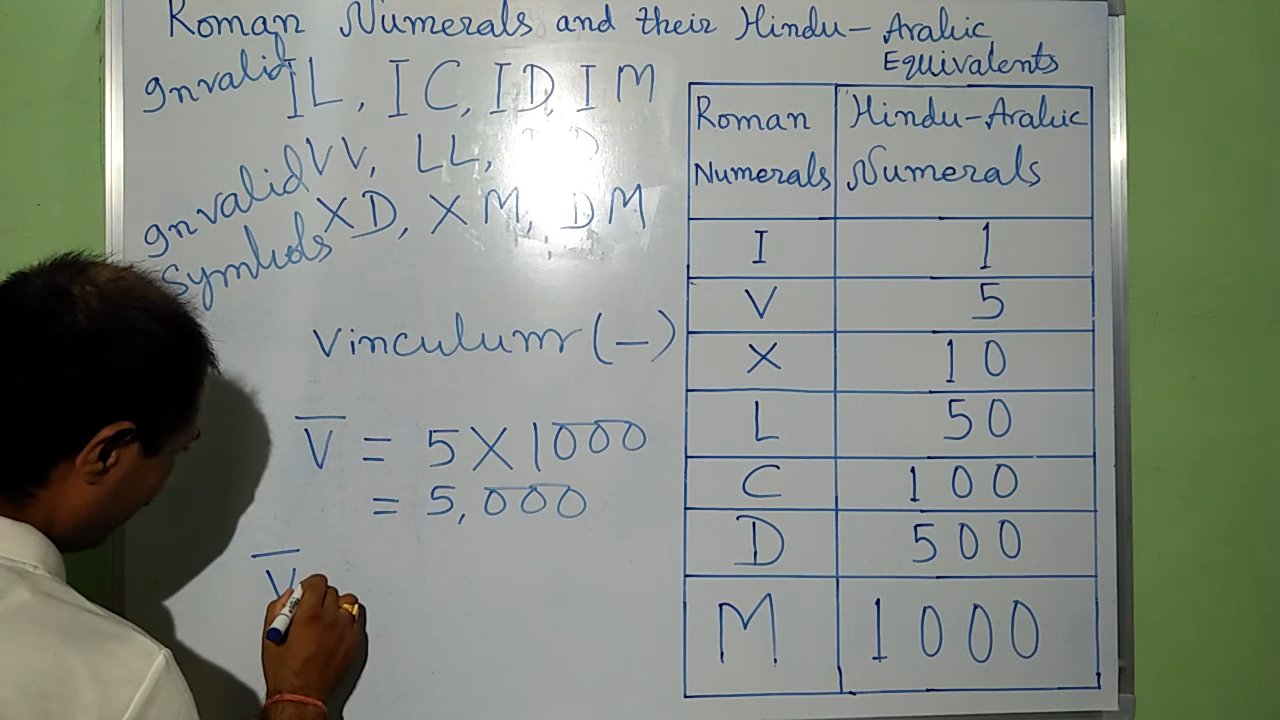 Roman Numerals and their Hindu-Arabic
Equivalents
Invalid IL, IC, ID, IM
Invalid VV, LL,
Symbols XD, XM, DM
Vinculum (—)
V̅ = 5 X 1000
= 5,000
V̅
Roman Numerals Hindu-Arabic Numerals
I 1
V 5
X 10
L 50
C 100
D 500
M 1000